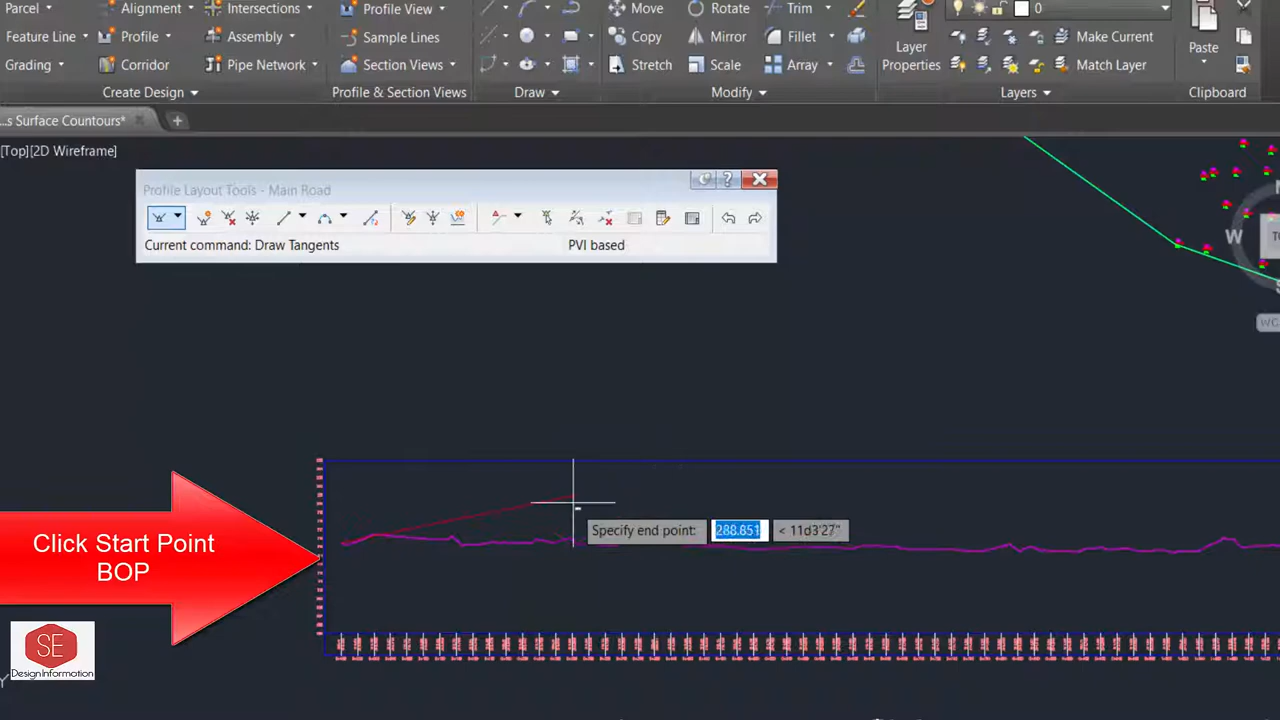 Parcel Alignment Intersections Profile View Move Rotate Trim 0
Feature Line Profile Assembly Sample Lines Copy Mirror Fillet Layer Properties Make Current Paste
Grading Corridor Pipe Network Section Views Stretch Scale Array Match Layer
Create Design Profile & Section Views Draw Modify Layers Clipboard
...s Surface Countours*
[Top][2D Wireframe]
Profile Layout Tools - Main Road
Current command: Draw Tangents PVI based
W
Specify end point: 288.851 < 11d3'27"
Click Start Point
BOP
SE
Design Information
Y